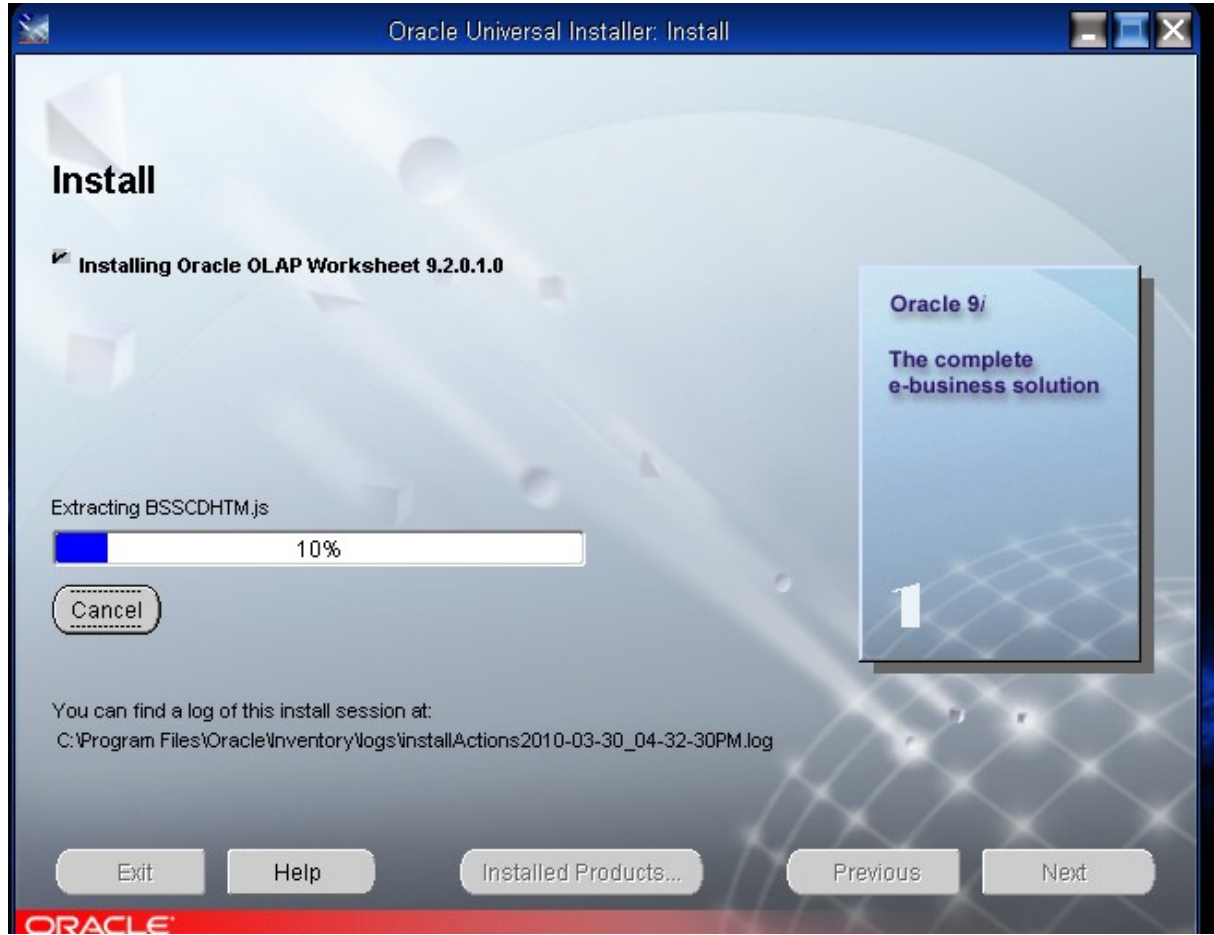 Oracle Universal Installer: Install
Install
Installing Oracle OLAP Worksheet 9.2.0.1.0
Oracle 9i
The complete
e-business solution
Extracting BSSCDHTM.js
10%
Cancel
1
You can find a log of this install session at:
C:\Program Files\Oracle\Inventory\logs\installActions2010-03-30_04-32-30PM.log
Exit
Help
Installed Products...
Previous
Next
ORACLE